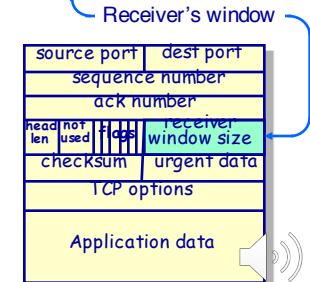 Receiver's window
source port dest port
sequence number
ack number
head len not used flags receiver window size
checksum urgent data
TCP options
Application data